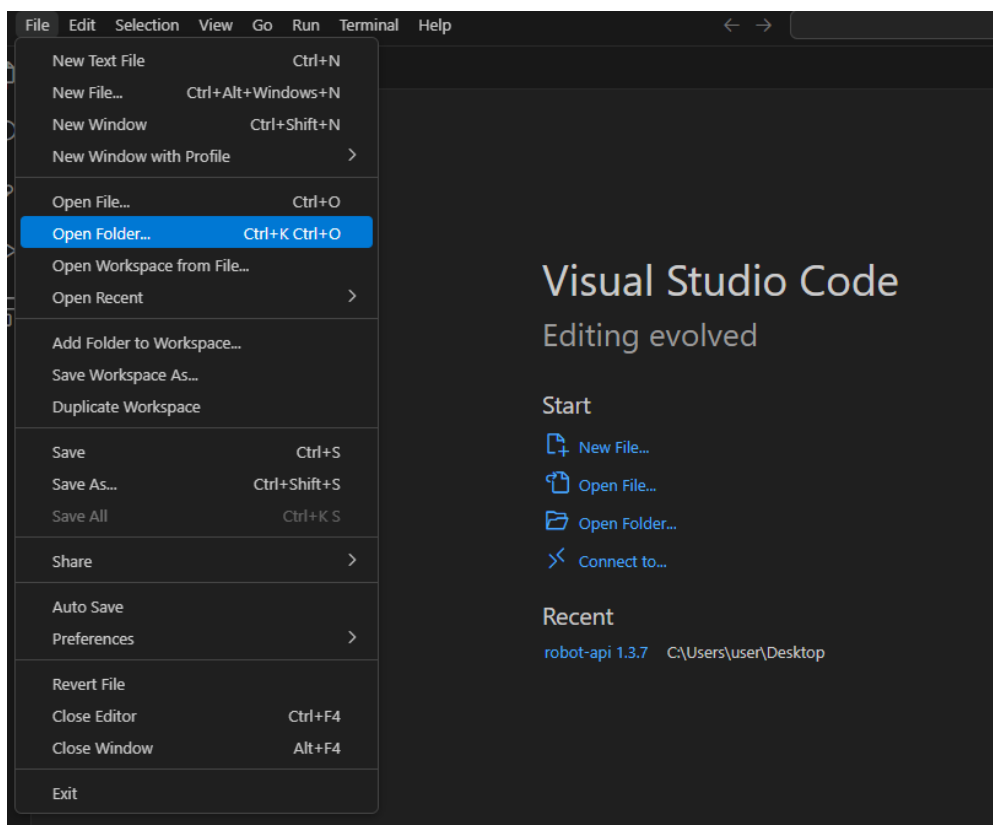 File Edit Selection View Go Run Terminal Help
New Text File Ctrl+N
New File... Ctrl+Alt+Windows+N
New Window Ctrl+Shift+N
New Window with Profile
Open File... Ctrl+O
Open Folder... Ctrl+K Ctrl+O
Open Workspace from File...
Open Recent
Add Folder to Workspace...
Save Workspace As...
Duplicate Workspace
Save Ctrl+S
Save As... Ctrl+Shift+S
Save All Ctrl+K S
Share
Auto Save
Preferences
Revert File
Close Editor Ctrl+F4
Close Window Alt+F4
Exit
Visual Studio Code
Editing evolved
Start
New File...
Open File...
Open Folder...
Connect to...
Recent
robot-api 1.3.7 C:\Users\user\Desktop